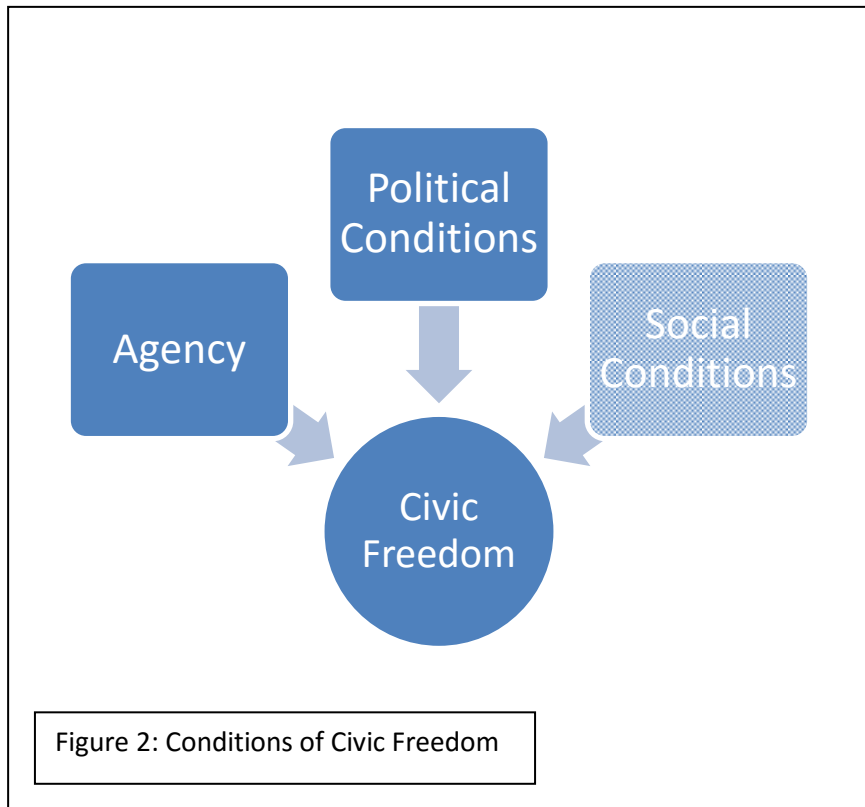 Political
Conditions
Agency
Social
Conditions
Civic
Freedom
Figure 2: Conditions of Civic Freedom